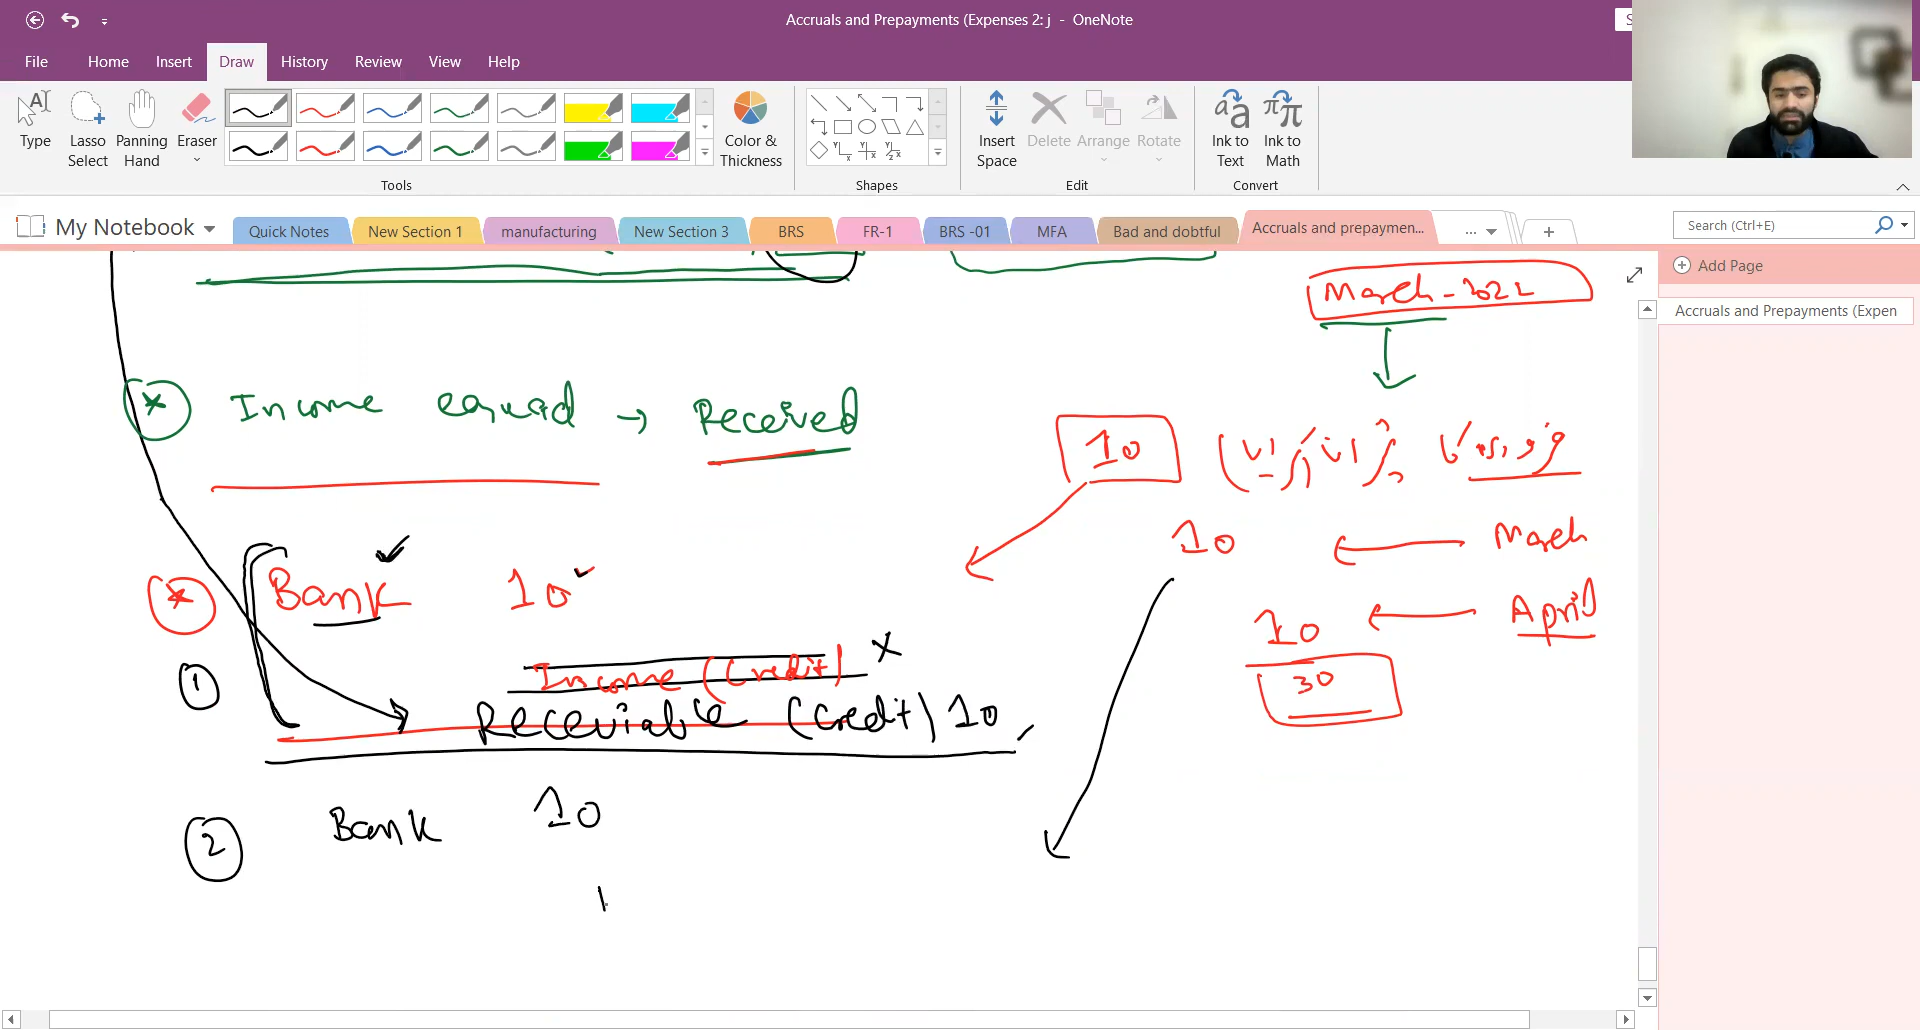 Accruals and Prepayments (Expenses 2: j - OneNote
File Home Insert Draw History Review View Help
Type
Lasso Select
Panning Hand
Eraser
Color & Thickness
Insert Space
Delete
Arrange
Rotate
Ink to Text
Ink to Math
Tools
Shapes
Edit
Convert
My Notebook
Quick Notes
New Section 1
manufacturing
New Section 3
BRS
FR-1
BRS -01
MFA
Bad and dobtful
Accruals and prepaymen...
...
Search (Ctrl+E)
Add Page
Accruals and Prepayments (Expen
March - 2022
Income earned → Received
10
10 ← March
Bank 10
10 ← April
Income (Credit) x
30
1
Receviable (Credit) 10
2 Bank 10